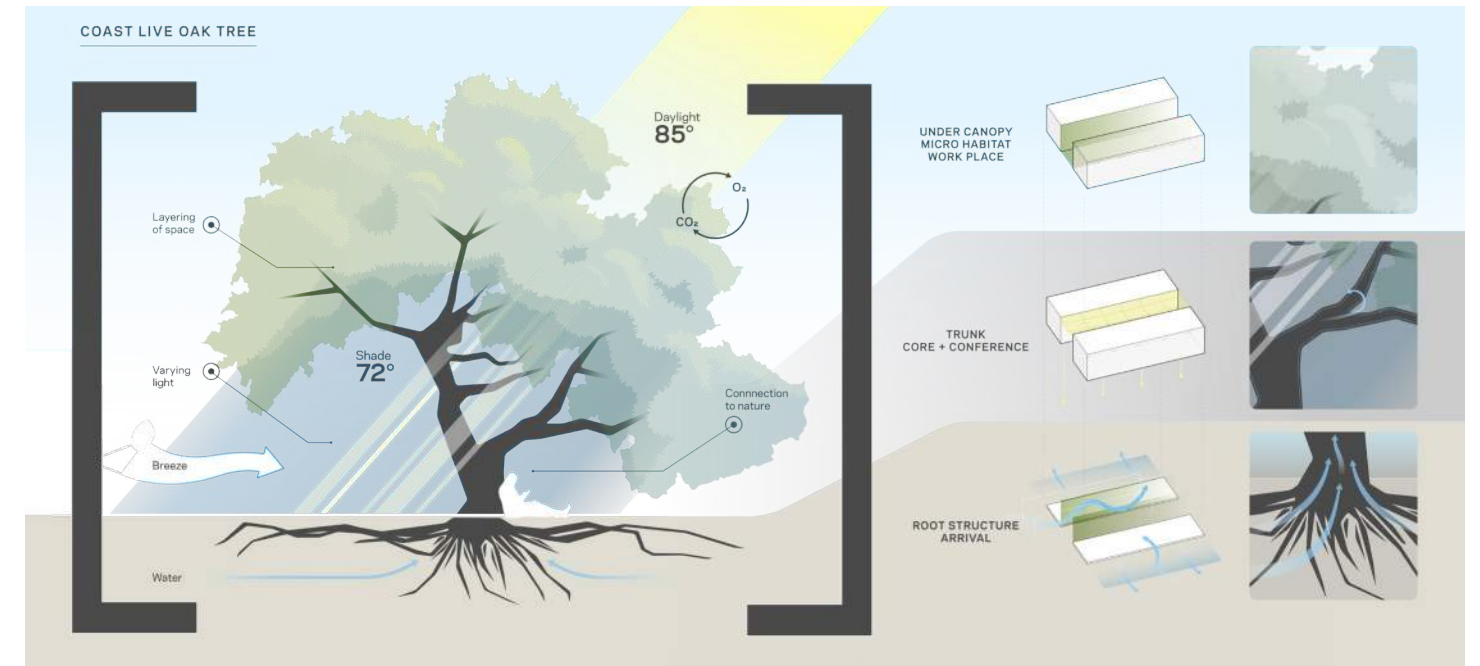 COAST LIVE OAK TREE
Daylight
85°
O₂
CO₂
Layering
of space
Shade
72°
Varying
light
Connnection
to nature
Breeze
Water
UNDER CANOPY
MICRO HABITAT
WORK PLACE
TRUNK
CORE + CONFERENCE
ROOT STRUCTURE
ARRIVAL